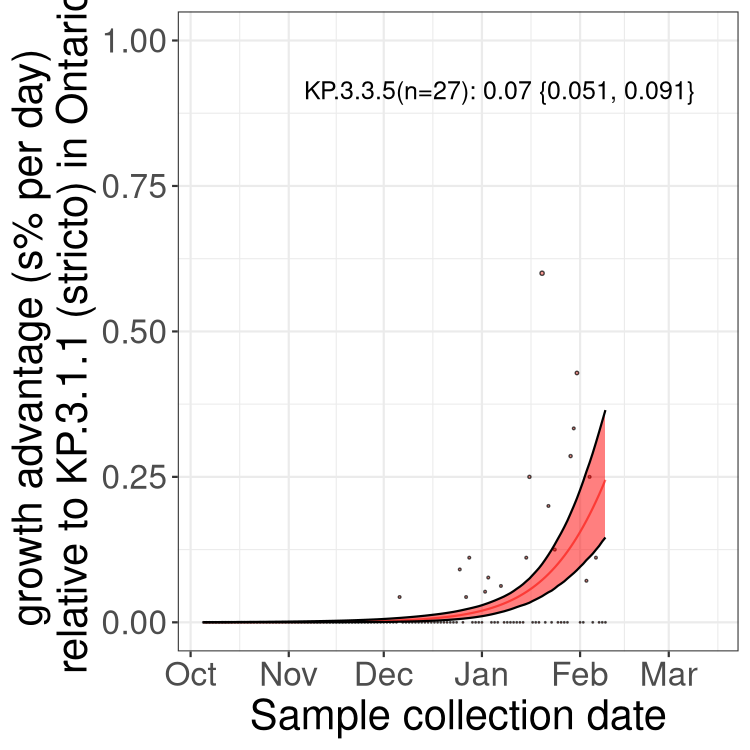 growth advantage (s% per day)
relative to KP.3.1.1 (stricto) in Ontario
1.00
KP.3.3.5(n=27): 0.07 {0.051, 0.091}
0.75
0.50
0.25
0.00
Oct Nov Dec Jan Feb Mar
Sample collection date